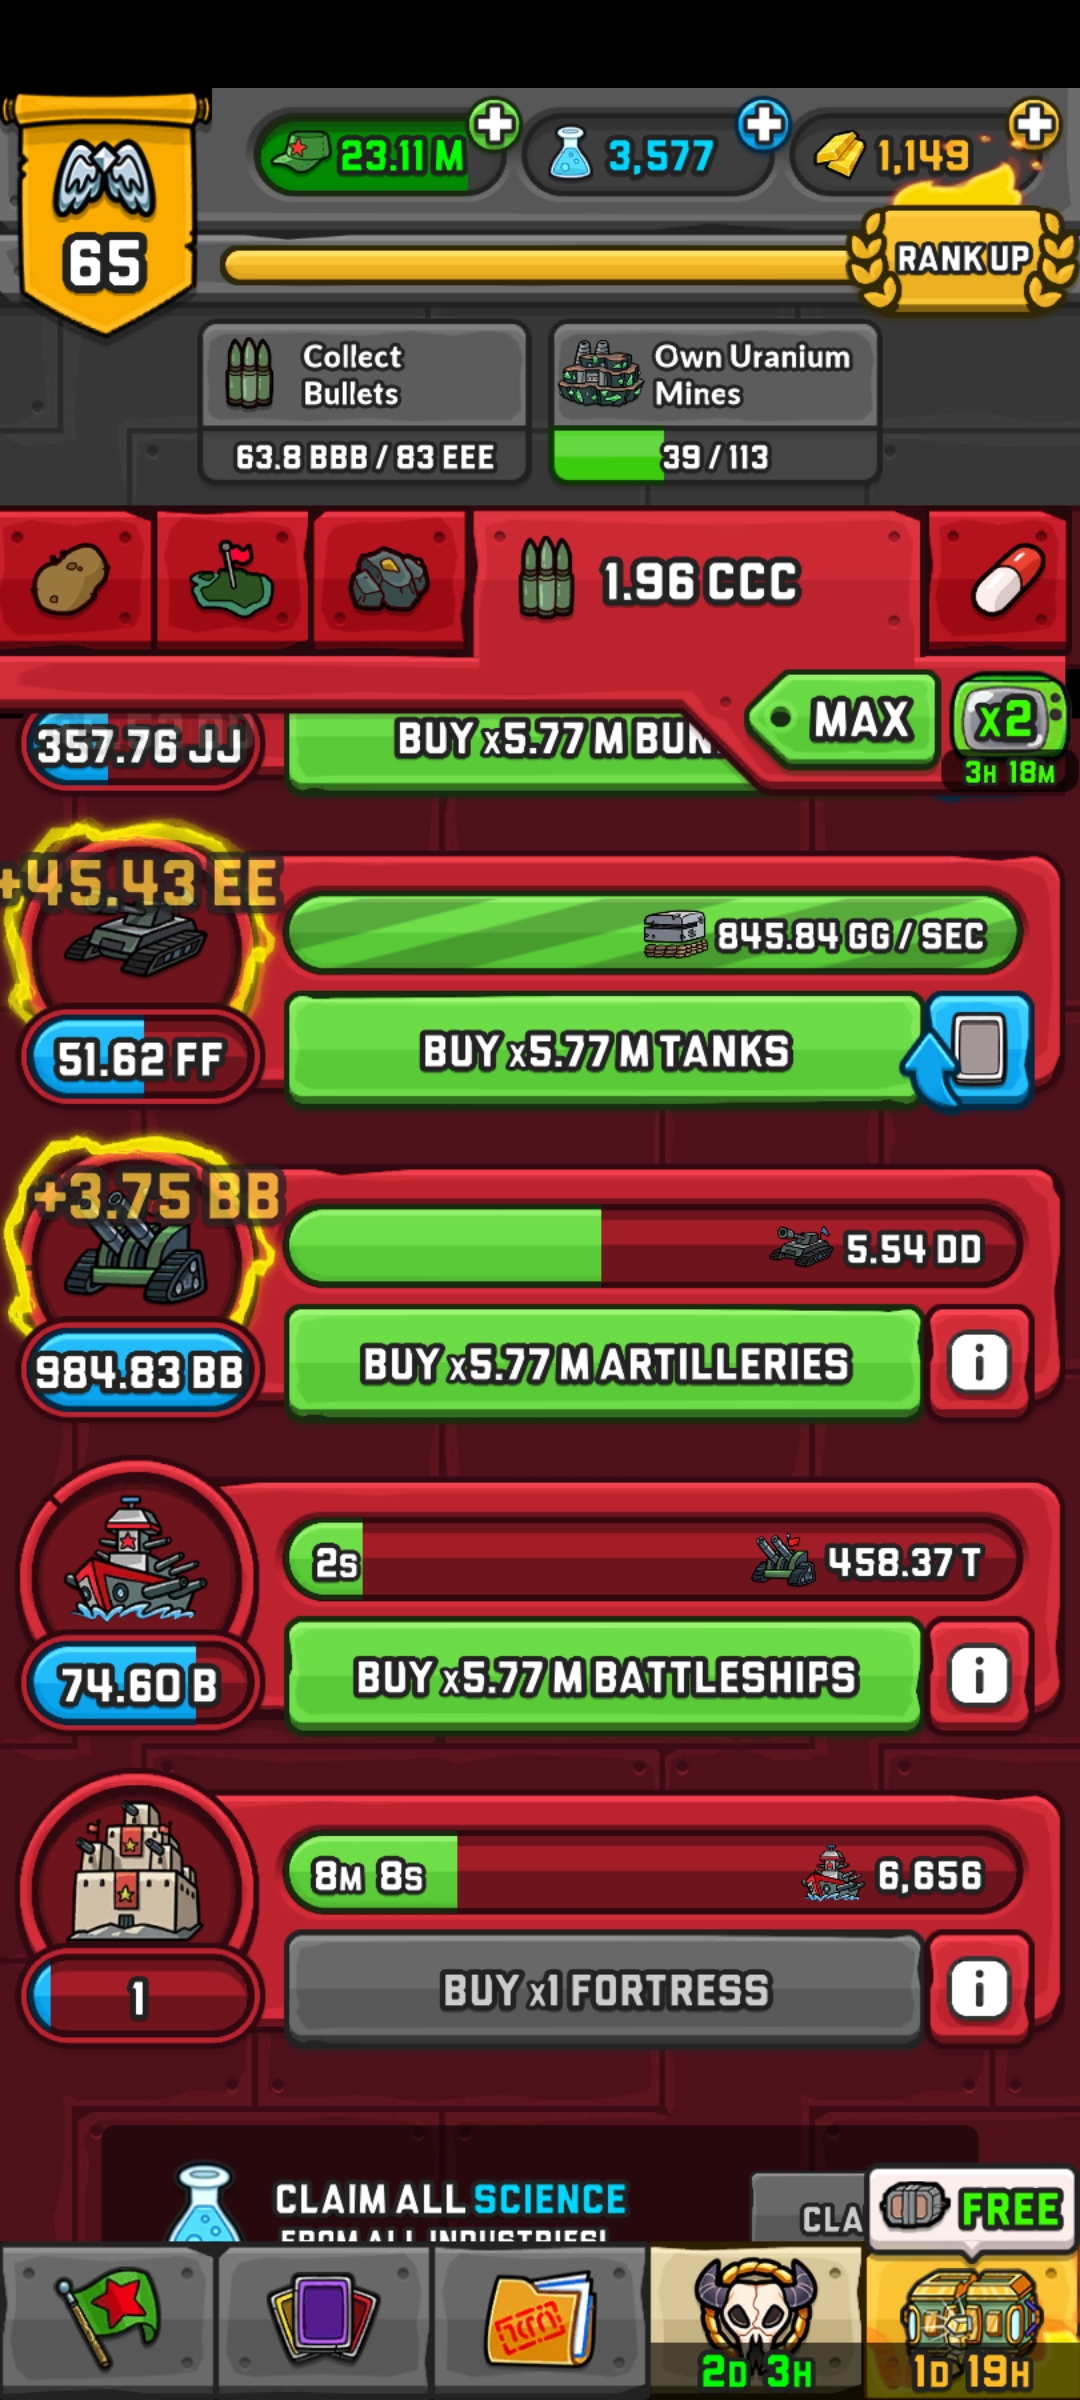 23.11 M
3,577
1,149
65
RANK UP
Collect
Bullets
63.8 BBB / 83 EEE
Own Uranium
Mines
39 / 113
1.96 CCC
MAX
x2
3H 18M
357.76 JJ
BUY x5.77 M BUN
+45.43 EE
845.84 GG / SEC
51.62 FF
BUY x5.77 M TANKS
+3.75 BB
5.54 DD
984.83 BB
BUY x5.77 M ARTILLERIES
i
2S
458.37 T
74.60 B
BUY x5.77 M BATTLESHIPS
i
8M 8S
6,656
1
BUY x1 FORTRESS
i
CLAIM ALL SCIENCE
FROM ALL INDUSTRIES!
CLA
FREE
2D 3H
1D 19H